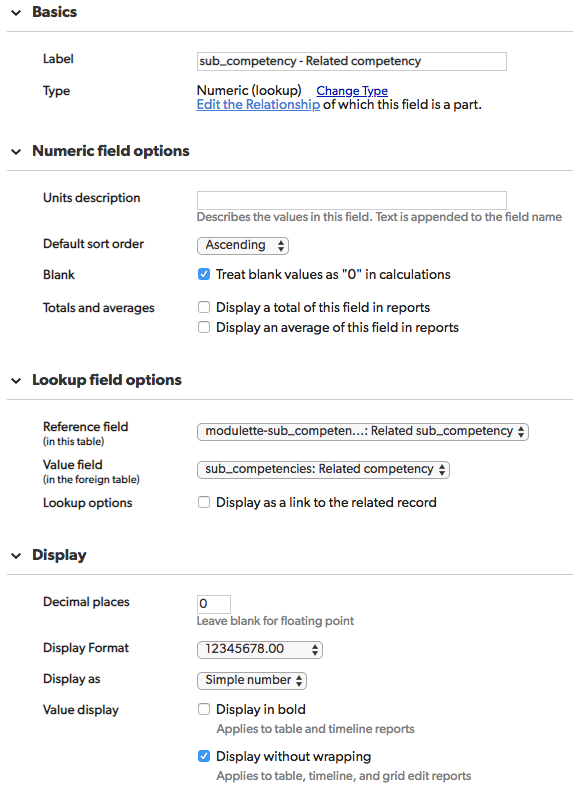 Basics
Label
sub_competency - Related competency
Type
Numeric (lookup) Change Type
Edit the Relationship of which this field is a part.
Numeric field options
Units description
Describes the values in this field. Text is appended to the field name
Default sort order
Ascending
Blank
Treat blank values as "0" in calculations
Totals and averages
Display a total of this field in reports
Display an average of this field in reports
Lookup field options
Reference field
(in this table)
modulette-sub_competen...: Related sub_competency
Value field
(in the foreign table)
sub_competencies: Related competency
Lookup options
Display as a link to the related record
Display
Decimal places
0
Leave blank for floating point
Display Format
12345678.00
Display as
Simple number
Value display
Display in bold
Applies to table and timeline reports
Display without wrapping
Applies to table, timeline, and grid edit reports